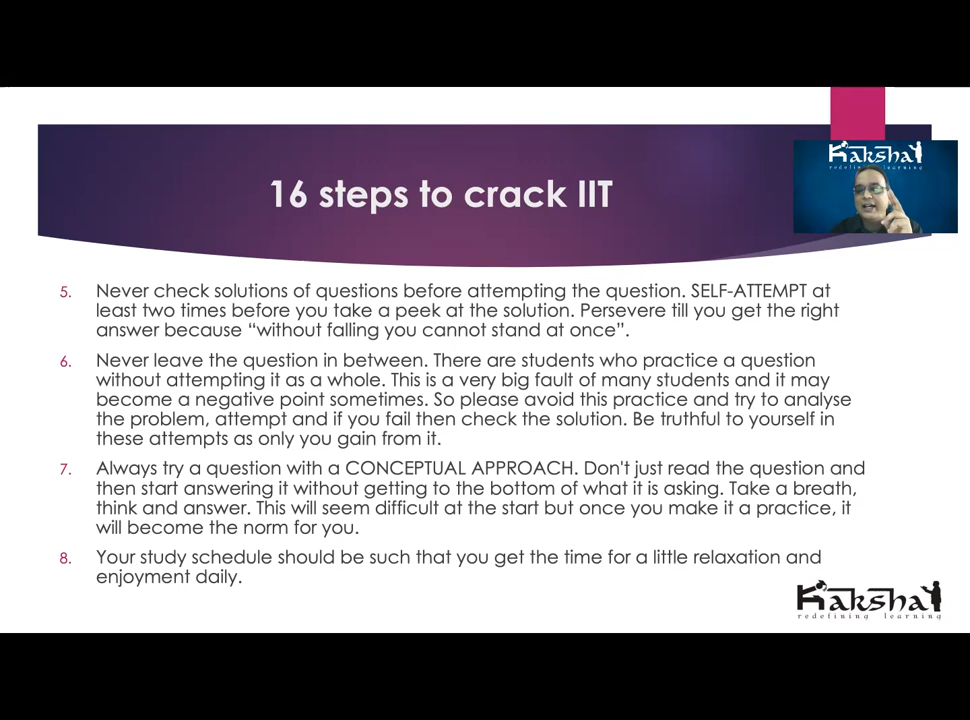 Kaksha
redefining learning
16 steps to crack IIT
5. Never check solutions of questions before attempting the question. SELF-ATTEMPT at
least two times before you take a peek at the solution. Persevere till you get the right
answer because “without falling you cannot stand at once”.
6. Never leave the question in between. There are students who practice a question
without attempting it as a whole. This is a very big fault of many students and it may
become a negative point sometimes. So please avoid this practice and try to analyse
the problem, attempt and if you fail then check the solution. Be truthful to yourself in
these attempts as only you gain from it.
7. Always try a question with a CONCEPTUAL APPROACH. Don't just read the question and
then start answering it without getting to the bottom of what it is asking. Take a breath,
think and answer. This will seem difficult at the start but once you make it a practice, it
will become the norm for you.
8. Your study schedule should be such that you get the time for a little relaxation and
enjoyment daily.
Kaksha
redefining learning